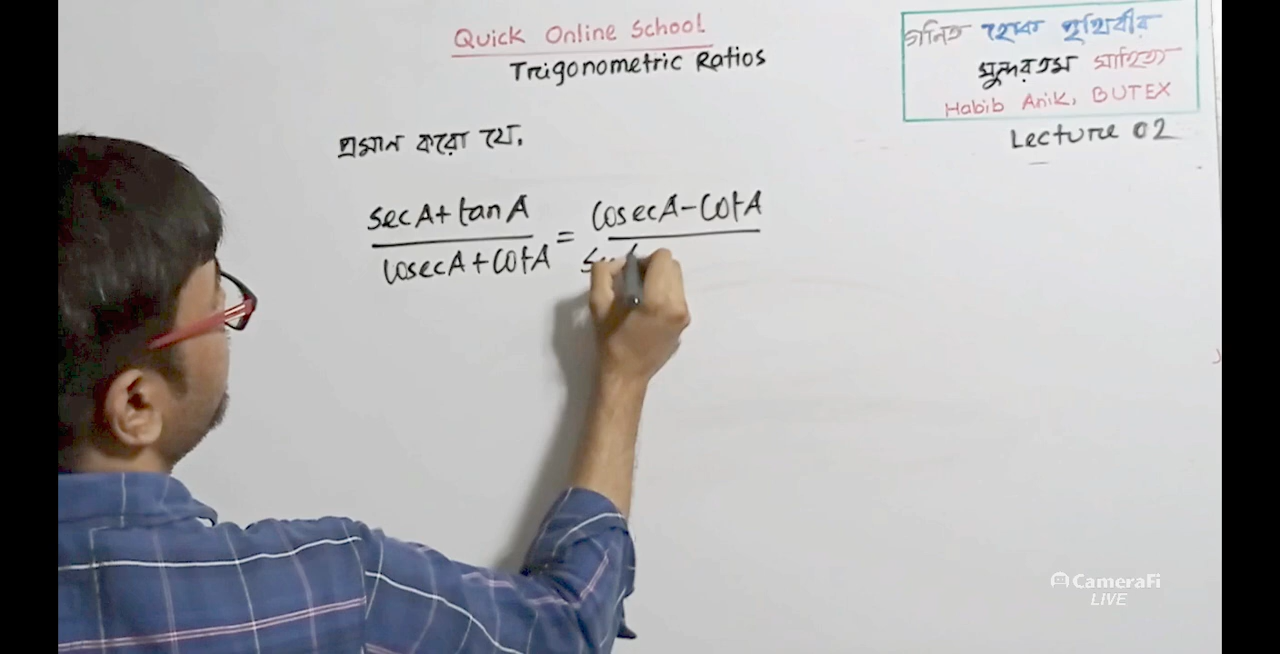 Quick Online School
Trigonometric Ratios
গনিত হোক পৃথিবীর
সুন্দরতম সাহিত্য
Habib Anik, BUTEX
Lecture 02
প্রমান করো যে,
secA+tanA
cosecA+cotA
=
cosecA-cotA
CameraFi
LIVE